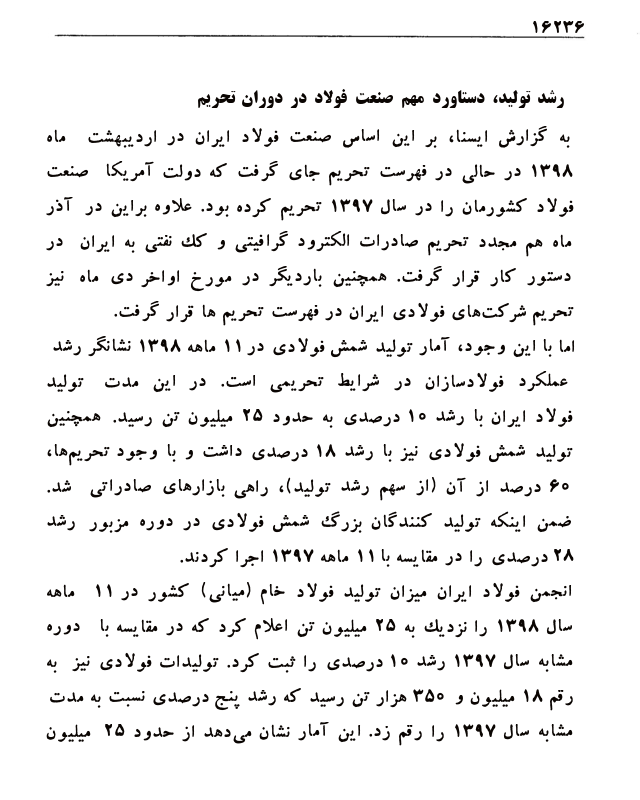 ۱۶۲۳۶
رشد تولید، دستاورد مهم صنعت فولاد در دوران تحریم
به گزارش ایسنا، بر این اساس صنعت فولاد ایران در اردیبهشت ماه
۱۳۹۸ در حالی در فهرست تحریم جای گرفت که دولت آمریکا صنعت
فولاد کشورمان را در سال ۱۳۹۷ تحریم کرده بود. علاوه براین در آذر
ماه هم مجدد تحریم صادرات الکترود گرافیتی و کك نفتی به ایران در
دستور کار قرار گرفت. همچنین باردیگر در مورخ اواخر دی ماه نیز
تحریم شرکت‌های فولادی ایران در فهرست تحریم ها قرار گرفت.
اما با این وجود، آمار تولید شمش فولادی در ۱۱ ماهه ۱۳۹۸ نشانگر رشد
عملکرد فولادسازان در شرایط تحریمی است. در این مدت تولید
فولاد ایران با رشد ۱۰ درصدی به حدود ۲۵ میلیون تن رسید. همچنین
تولید شمش فولادی نیز با رشد ۱۸ درصدی داشت و با وجود تحریم‌ها،
۶۰ درصد از آن (از سهم رشد تولید)، راهی بازارهای صادراتی شد.
ضمن اینکه تولید کنندگان بزرگ شمش فولادی در دوره مزبور رشد
۲۸ درصدی را در مقایسه با ۱۱ ماهه ۱۳۹۷ اجرا کردند.
انجمن فولاد ایران میزان تولید فولاد خام (میانی) کشور در ۱۱ ماهه
سال ۱۳۹۸ را نزدیك به ۲۵ میلیون تن اعلام کرد که در مقایسه با دوره
مشابه سال ۱۳۹۷ رشد ۱۰ درصدی را ثبت کرد. تولیدات فولادی نیز به
رقم ۱۸ میلیون و ۳۵۰ هزار تن رسید که رشد پنج درصدی نسبت به مدت
مشابه سال ۱۳۹۷ را رقم زد. این آمار نشان می‌دهد از حدود ۲۵ میلیون